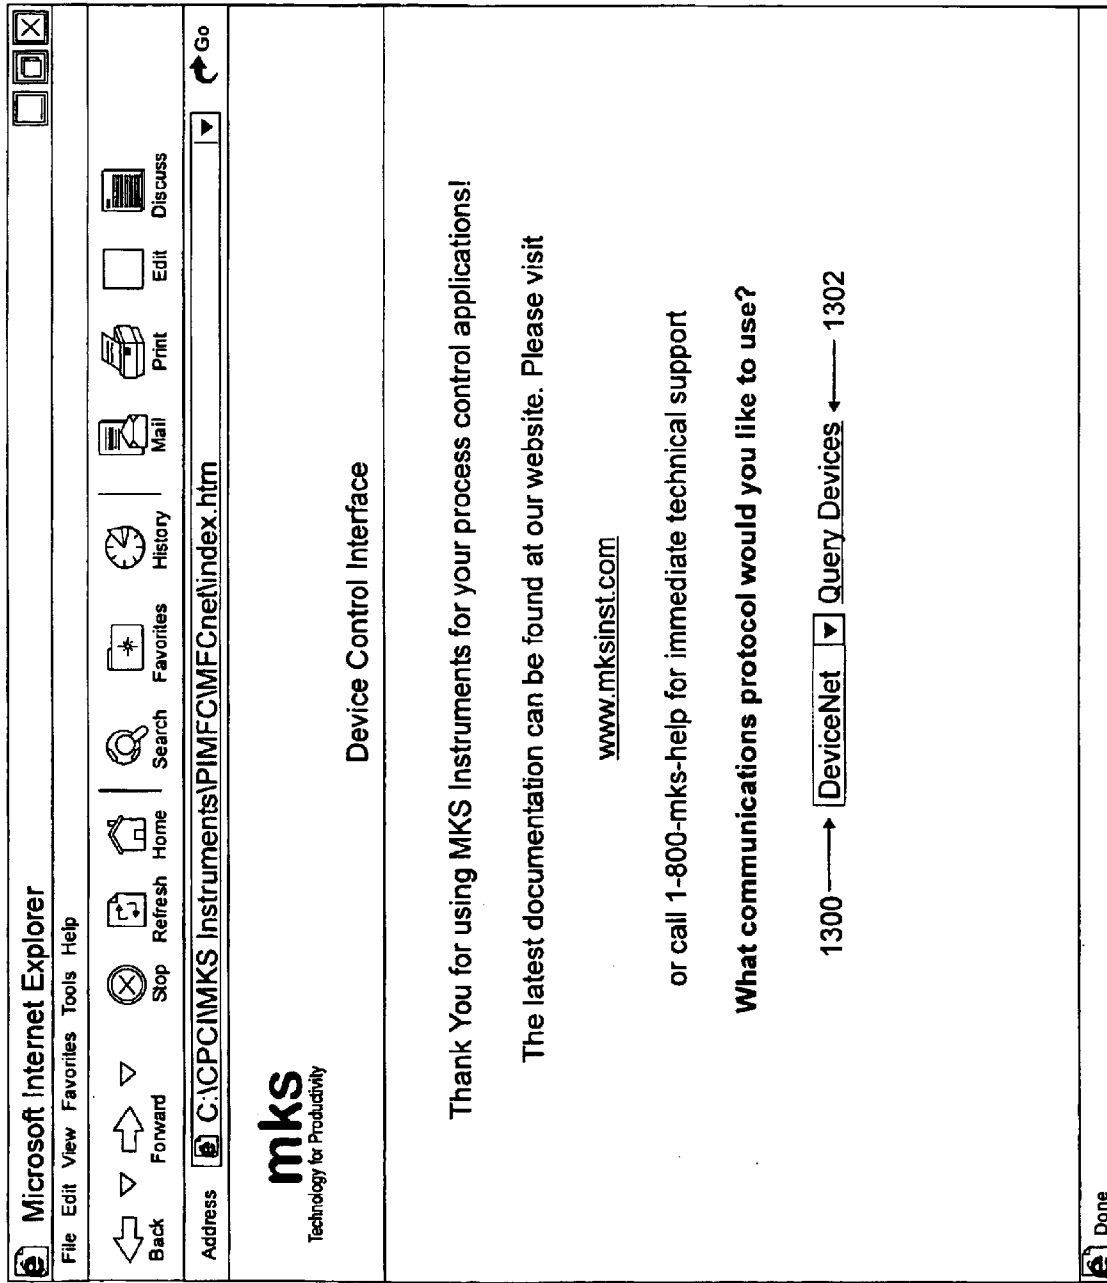 Microsoft Internet Explorer
File Edit View Favorites Tools Help
Back Forward Stop Refresh Home Search Favorites History Mail Print Edit Discuss
Address C:\CPCI\MKS Instruments\PIMFC\MFCnet\index.htm Go
mks
Technology for Productivity
Device Control Interface
Thank You for using MKS Instruments for your process control applications!
The latest documentation can be found at our website. Please visit
www.mksinst.com
or call 1-800-mks-help for immediate technical support
What communications protocol would you like to use?
1300 DeviceNet Query Devices 1302
Done